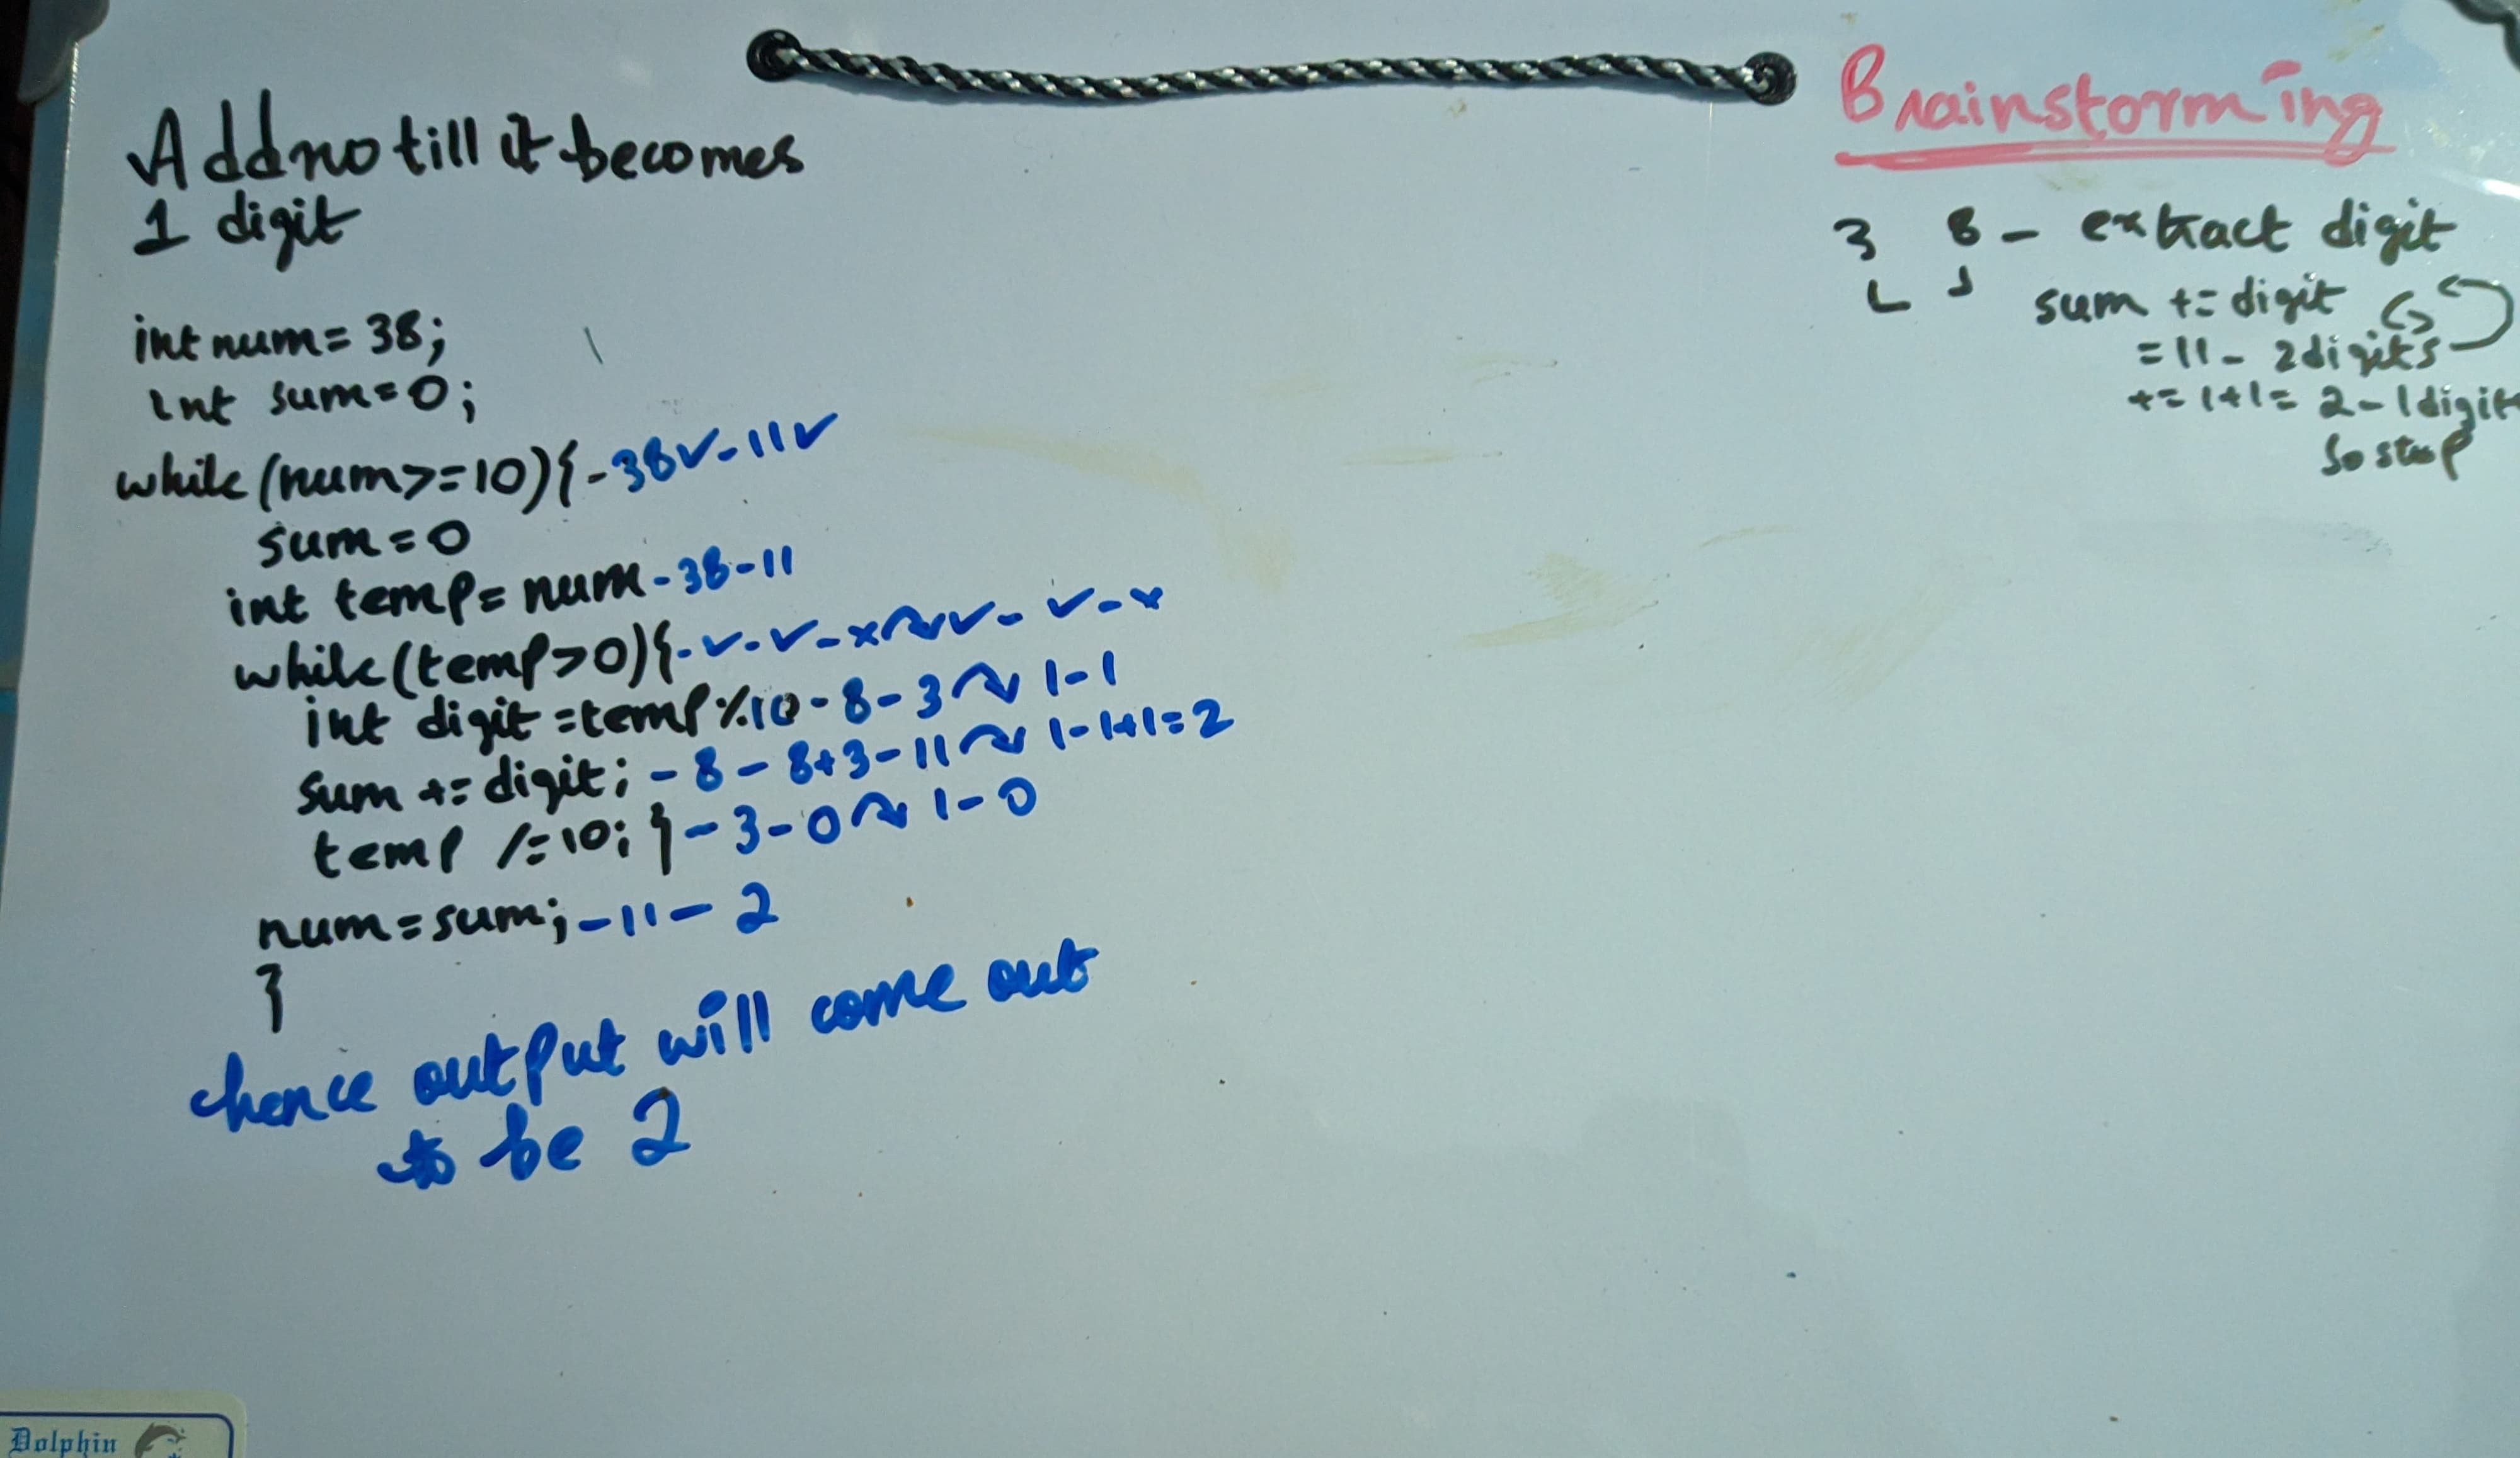 Add no till it becomes
1 digit
int num = 38;
int sum = 0;
while (num >= 10) { - 38 ✓ - 11 ✓
sum = 0
int temp = num - 38 - 11
while (temp > 0) { - ✓ - ✓ - x ~ ✓ - ✓ - x
int digit = temp % 10 - 8 - 3 ~ 1 - 1
sum += digit; - 8 - 8+3 - 11 ~ 1 - 1+1 = 2
temp /= 10; } - 3 - 0 ~ 1 - 0
num = sum; - 11 - 2
}
hence output will come out
to be 2
Brainstorming
3 8 - extract digit
sum += digit
= 11 - 2 digits
+= 1+1 = 2 - 1 digit
So stop
Dolphin